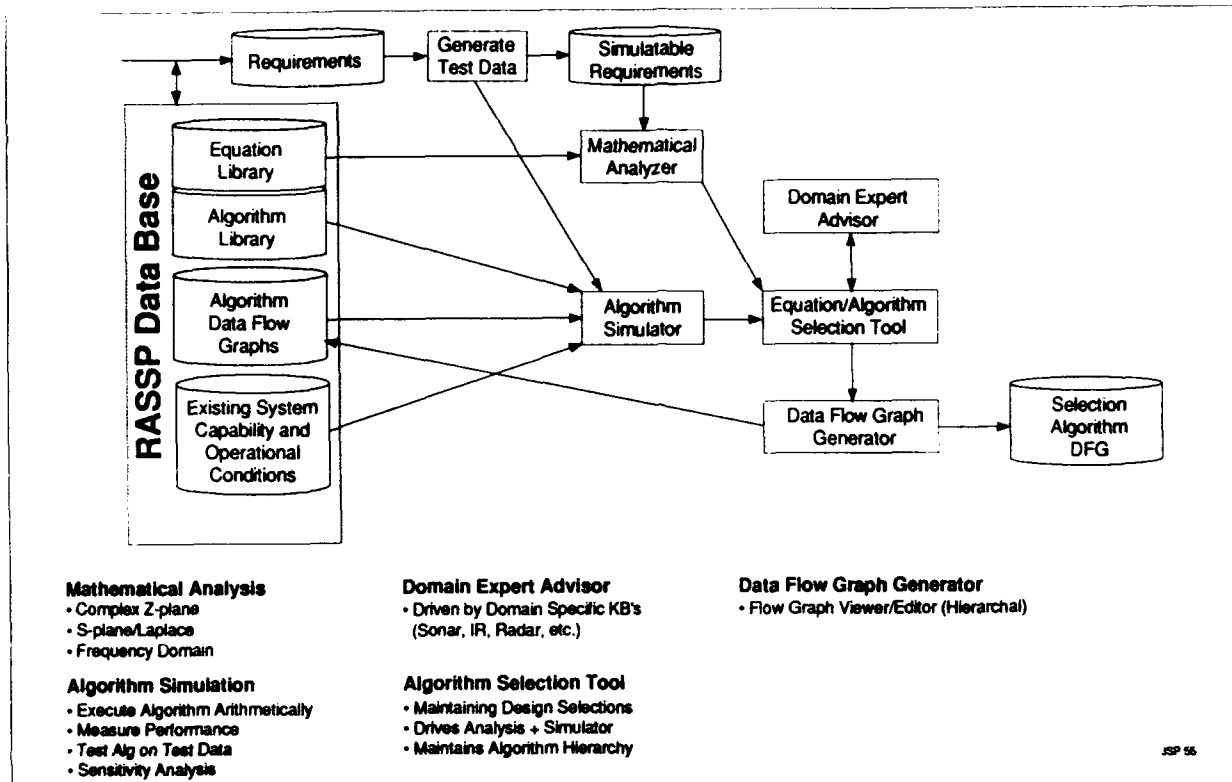 Requirements
Generate
Test Data
Simulatable
Requirements
RASSP Data Base
Equation
Library
Mathematical
Analyzer
Algorithm
Library
Domain Expert
Advisor
Algorithm
Data Flow
Graphs
Algorithm
Simulator
Equation/Algorithm
Selection Tool
Existing System
Capability and
Operational
Conditions
Data Flow Graph
Generator
Selection
Algorithm
DFG
Mathematical Analysis
• Complex Z-plane
• S-plane/Laplace
• Frequency Domain
Domain Expert Advisor
• Driven by Domain Specific KB's
(Sonar, IR, Radar, etc.)
Data Flow Graph Generator
• Flow Graph Viewer/Editor (Hierarchal)
Algorithm Simulation
• Execute Algorithm Arithmetically
• Measure Performance
• Test Alg on Test Data
• Sensitivity Analysis
Algorithm Selection Tool
• Maintaining Design Selections
• Drives Analysis + Simulator
• Maintains Algorithm Hierarchy
JSP 55